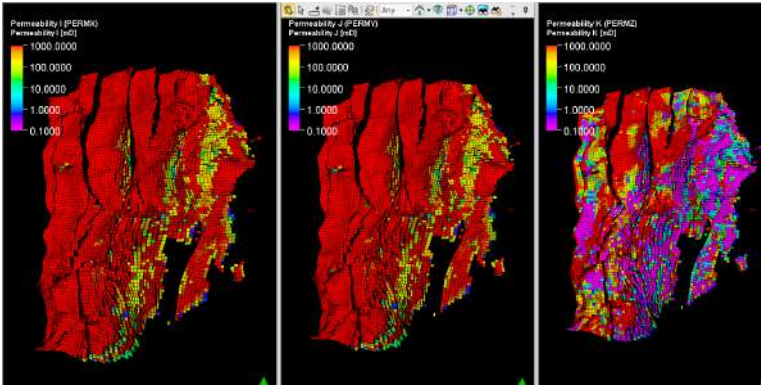 Permeability I (PERMX)
Permeability I [mD]
1000.0000
100.0000
10.0000
1.0000
0.1000
Any
Permeability J (PERMY)
Permeability J [mD]
1000.0000
100.0000
10.0000
1.0000
0.1000
Permeability K (PERMZ)
Permeability K [mD]
1000.0000
100.0000
10.0000
1.0000
0.1000